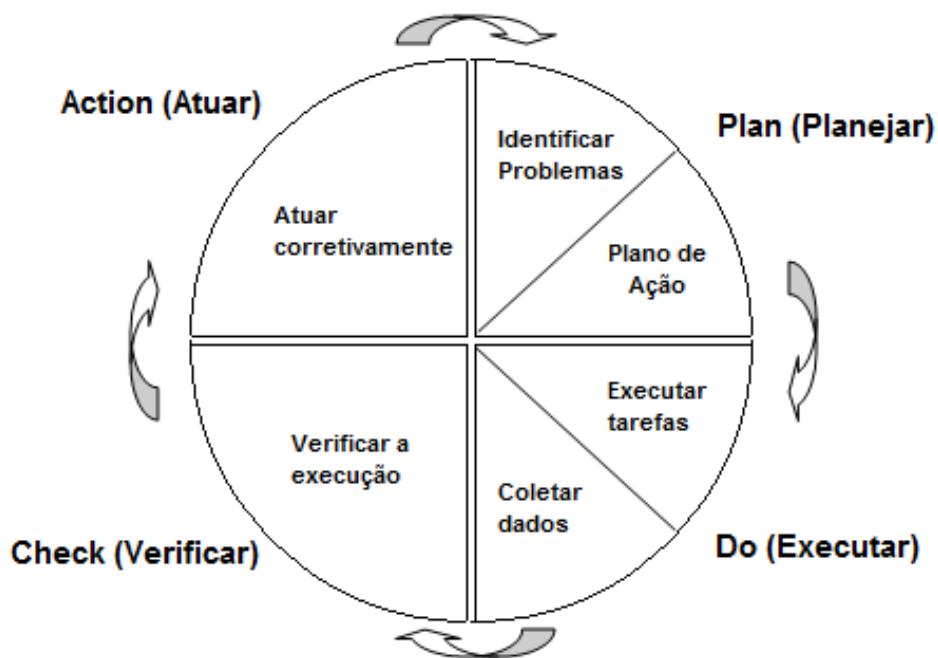 Action (Atuar)
Plan (Planejar)
Identificar
Problemas
Atuar
corretivamente
Plano de
Ação
Executar
tarefas
Verificar a
execução
Coletar
dados
Check (Verificar)
Do (Executar)